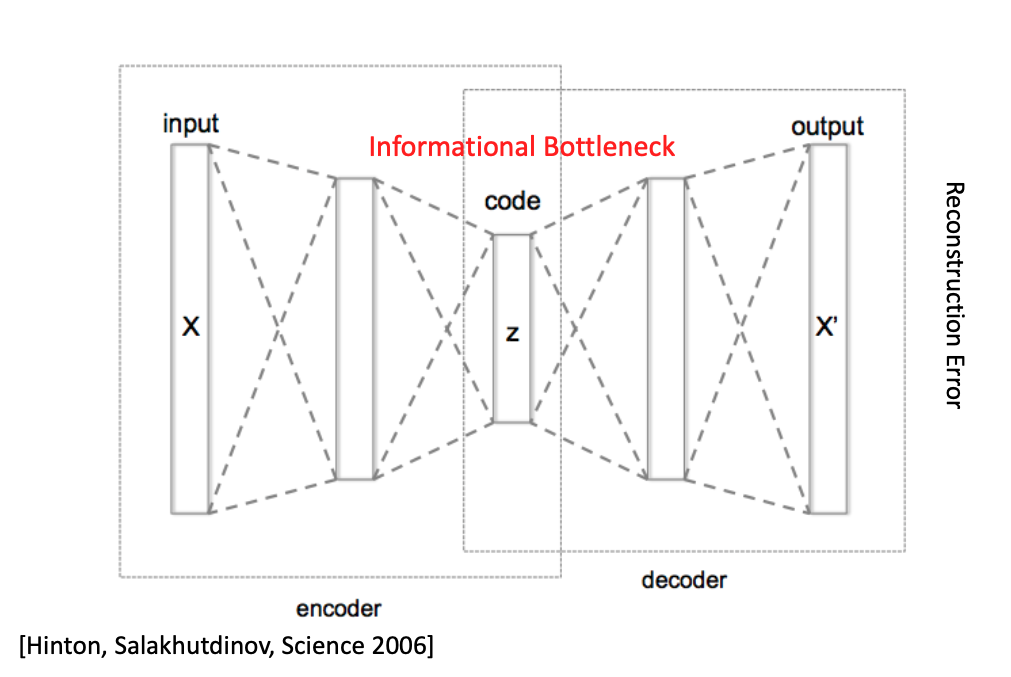 input
output
Informational Bottleneck
code
X
z
X'
Reconstruction Error
decoder
encoder
[Hinton, Salakhutdinov, Science 2006]